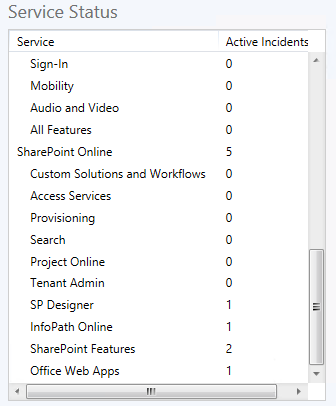 Service Status
Service Active Incidents
Sign-In 0
Mobility 0
Audio and Video 0
All Features 0
SharePoint Online 5
Custom Solutions and Workflows 0
Access Services 0
Provisioning 0
Search 0
Project Online 0
Tenant Admin 0
SP Designer 1
InfoPath Online 1
SharePoint Features 2
Office Web Apps 1